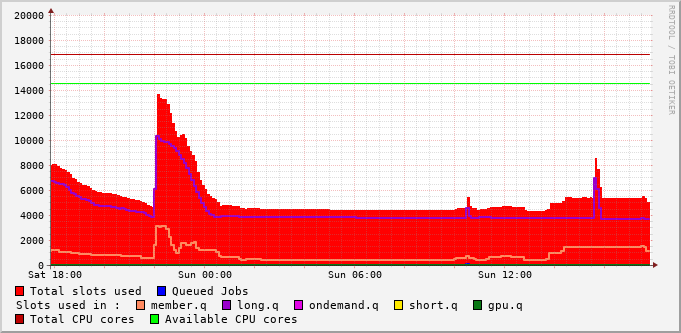 20000
18000
16000
14000
12000
10000
8000
6000
4000
2000
0
Sat 18:00 Sun 00:00 Sun 06:00 Sun 12:00
Total slots used Queued Jobs
Slots used in : member.q long.q ondemand.q short.q gpu.q
Total CPU cores Available CPU cores
RRDTOOL / TOBI OETIKER